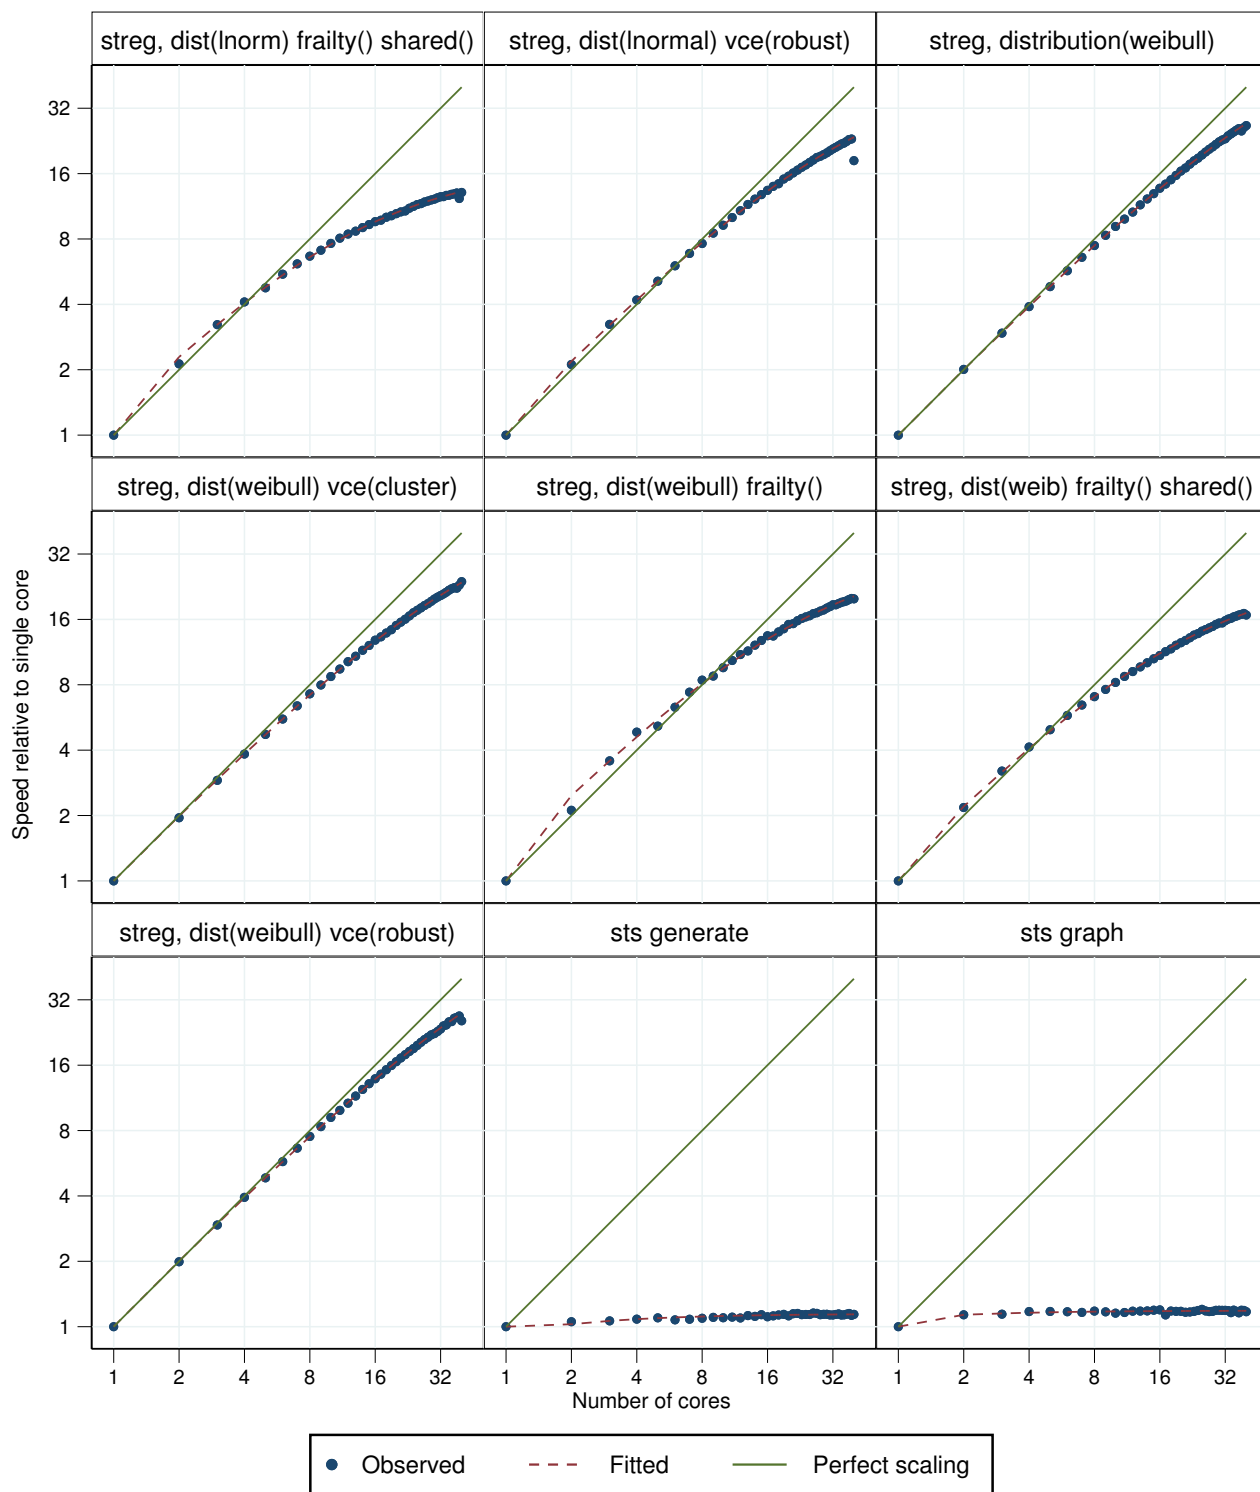 streg, dist(lnorm) frailty() shared()
streg, dist(lnormal) vce(robust)
streg, distribution(weibull)
32
16
8
4
2
1
streg, dist(weibull) vce(cluster)
streg, dist(weibull) frailty()
streg, dist(weib) frailty() shared()
Speed relative to single core
32
16
8
4
2
1
streg, dist(weibull) vce(robust)
sts generate
sts graph
32
16
8
4
2
1
1 2 4 8 16 32 1 2 4 8 16 32 1 2 4 8 16 32
Number of cores
Observed Fitted Perfect scaling